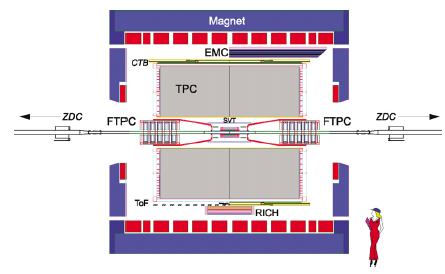 Magnet
EMC
CTB
TPC
ZDC
FTPC
SVT
FTPC
ZDC
ToF
RICH